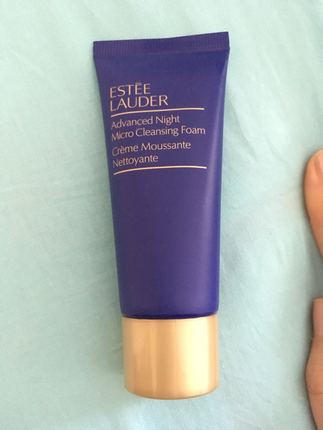 ESTĒE
LAUDER
Advanced Night
Micro Cleansing Foam
Crème Moussante
Nettoyante